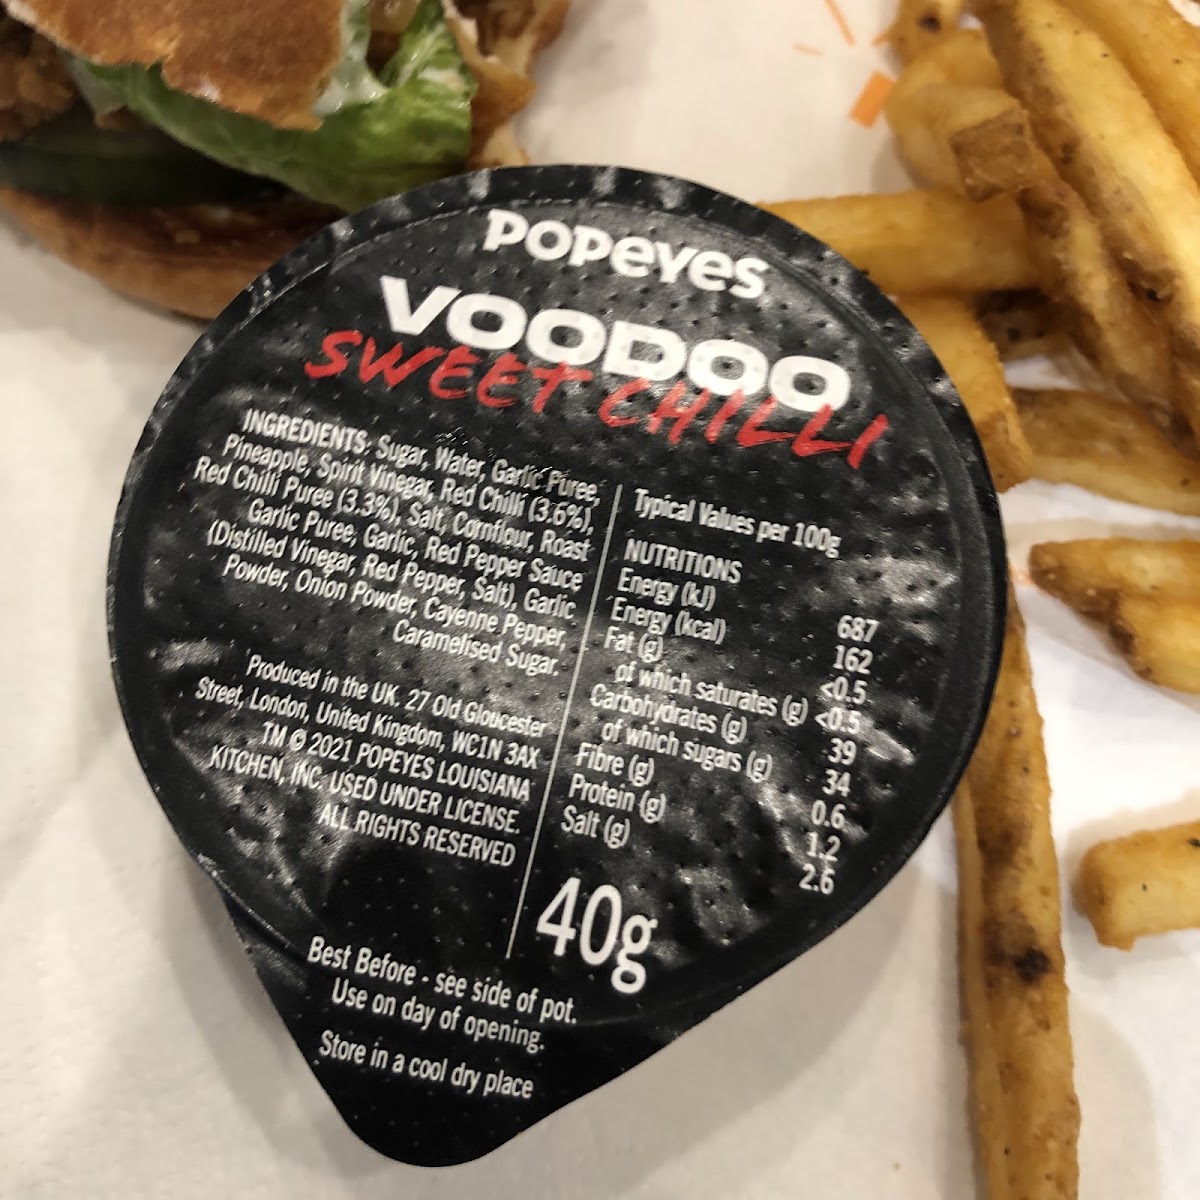 POPEYES
VOODOO
SWEET CHILLI
INGREDIENTS: Sugar, Water, Garlic Puree,
Pineapple, Spirit Vinegar, Red Chilli (3.6%),
Red Chilli Puree (3.3%), Salt, Cornflour, Roast
Garlic Puree, Garlic, Red Pepper Sauce
(Distilled Vinegar, Red Pepper, Salt), Garlic
Powder, Onion Powder, Cayenne Pepper,
Caramelised Sugar.
Produced in the UK. 27 Old Gloucester
Street, London, United Kingdom, WC1N 3AX
TM © 2021 POPEYES LOUISIANA
KITCHEN, INC. USED UNDER LICENSE.
ALL RIGHTS RESERVED
Typical Values per 100g
NUTRITIONS
Energy (kJ) 687
Energy (kcal) 162
Fat (g) <0.5
of which saturates (g) <0.5
Carbohydrates (g) 39
of which sugars (g) 34
Fibre (g) 0.6
Protein (g) 1.2
Salt (g) 2.6
40g
Best Before - see side of pot.
Use on day of opening.
Store in a cool dry place